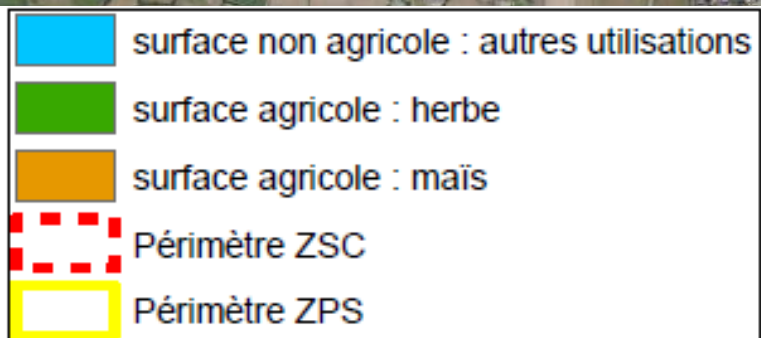 surface non agricole : autres utilisations
surface agricole : herbe
surface agricole : maïs
Périmètre ZSC
Périmètre ZPS